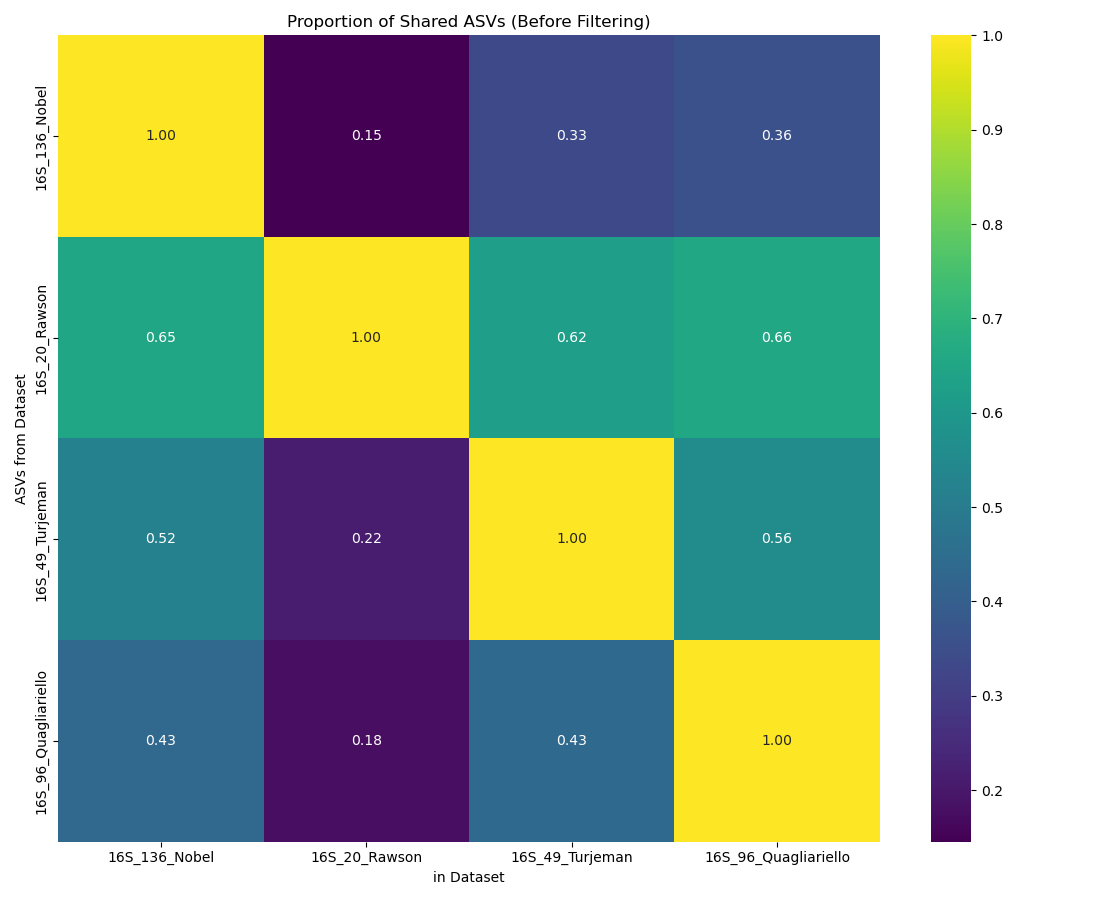 Proportion of Shared ASVs (Before Filtering)
ASVs from Dataset
16S_136_Nobel
1.00 0.15 0.33 0.36
16S_20_Rawson
0.65 1.00 0.62 0.66
16S_49_Turjeman
0.52 0.22 1.00 0.56
16S_96_Quagliariello
0.43 0.18 0.43 1.00
16S_136_Nobel 16S_20_Rawson 16S_49_Turjeman 16S_96_Quagliariello
in Dataset
1.0
0.9
0.8
0.7
0.6
0.5
0.4
0.3
0.2